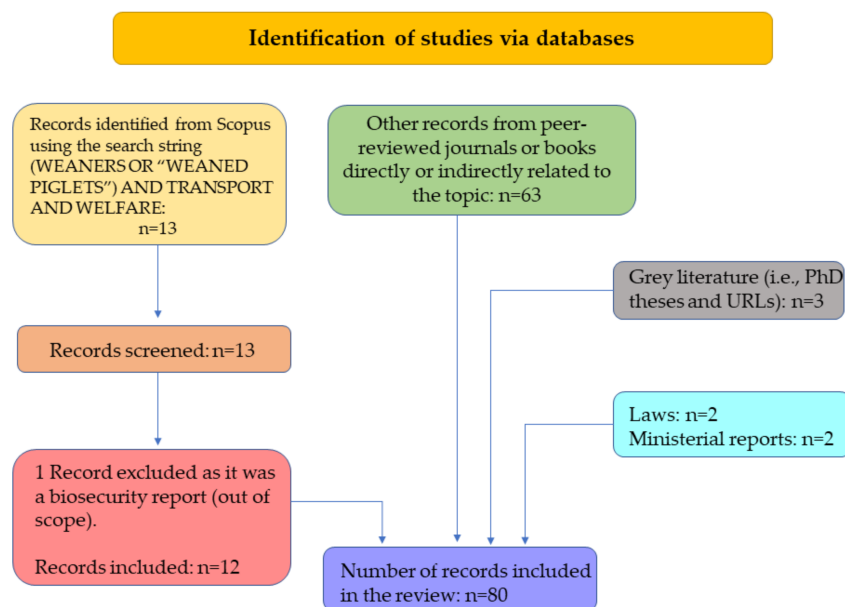 Identification of studies via databases
Records identified from Scopus
using the search string
(WEANERS OR “WEANED
PIGLETS”) AND TRANSPORT
AND WELFARE:
n=13
Other records from peer-
reviewed journals or books
directly or indirectly related to
the topic: n=63
Grey literature (i.e., PhD
theses and URLs): n=3
Records screened: n=13
Laws: n=2
Ministerial reports: n=2
1 Record excluded as it was
a biosecurity report (out of
scope).
Records included: n=12
Number of records included
in the review: n=80